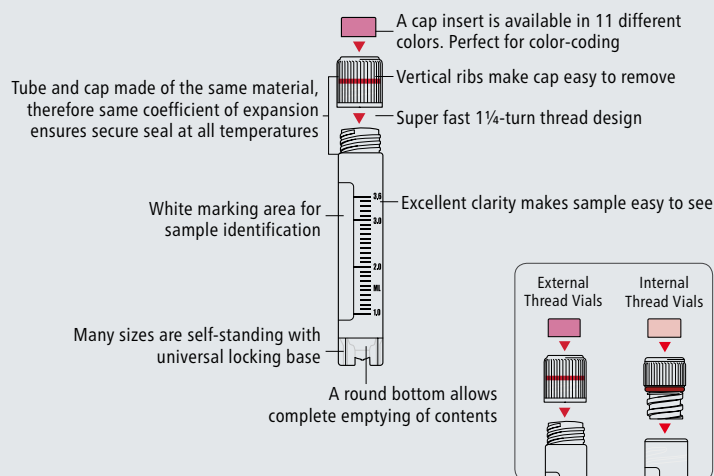 A cap insert is available in 11 different
colors. Perfect for color-coding
Vertical ribs make cap easy to remove
Tube and cap made of the same material,
therefore same coefficient of expansion
ensures secure seal at all temperatures
Super fast 1¼-turn thread design
White marking area for
sample identification
Excellent clarity makes sample easy to see
3,6
3.0
2.0
ML
1.0
Many sizes are self-standing with
universal locking base
A round bottom allows
complete emptying of contents
External
Thread Vials
Internal
Thread Vials